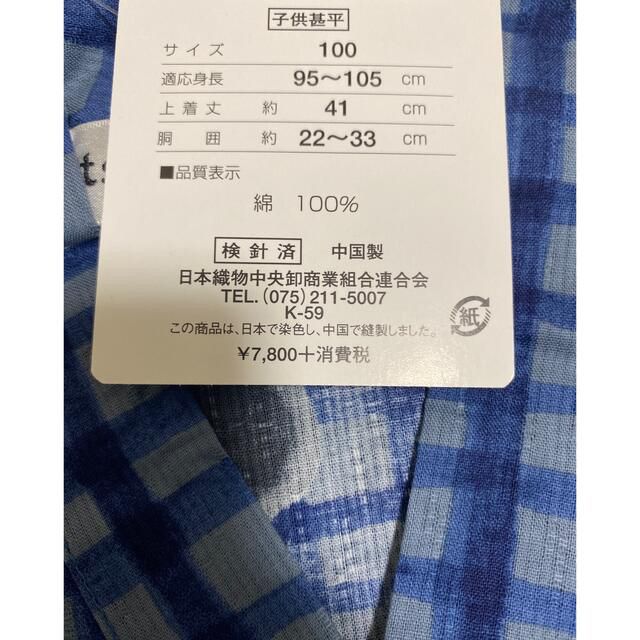 子供甚平
サイズ 100
適応身長 95～105 cm
上着丈 約 41 cm
胴囲 約 22～33 cm
■品質表示
綿 100%
検針済 中国製
日本織物中央卸商業組合連合会
TEL.(075)211-5007
K-59
この商品は、日本で染色し、中国で縫製しました。
¥7,800＋消費税
紙
ts